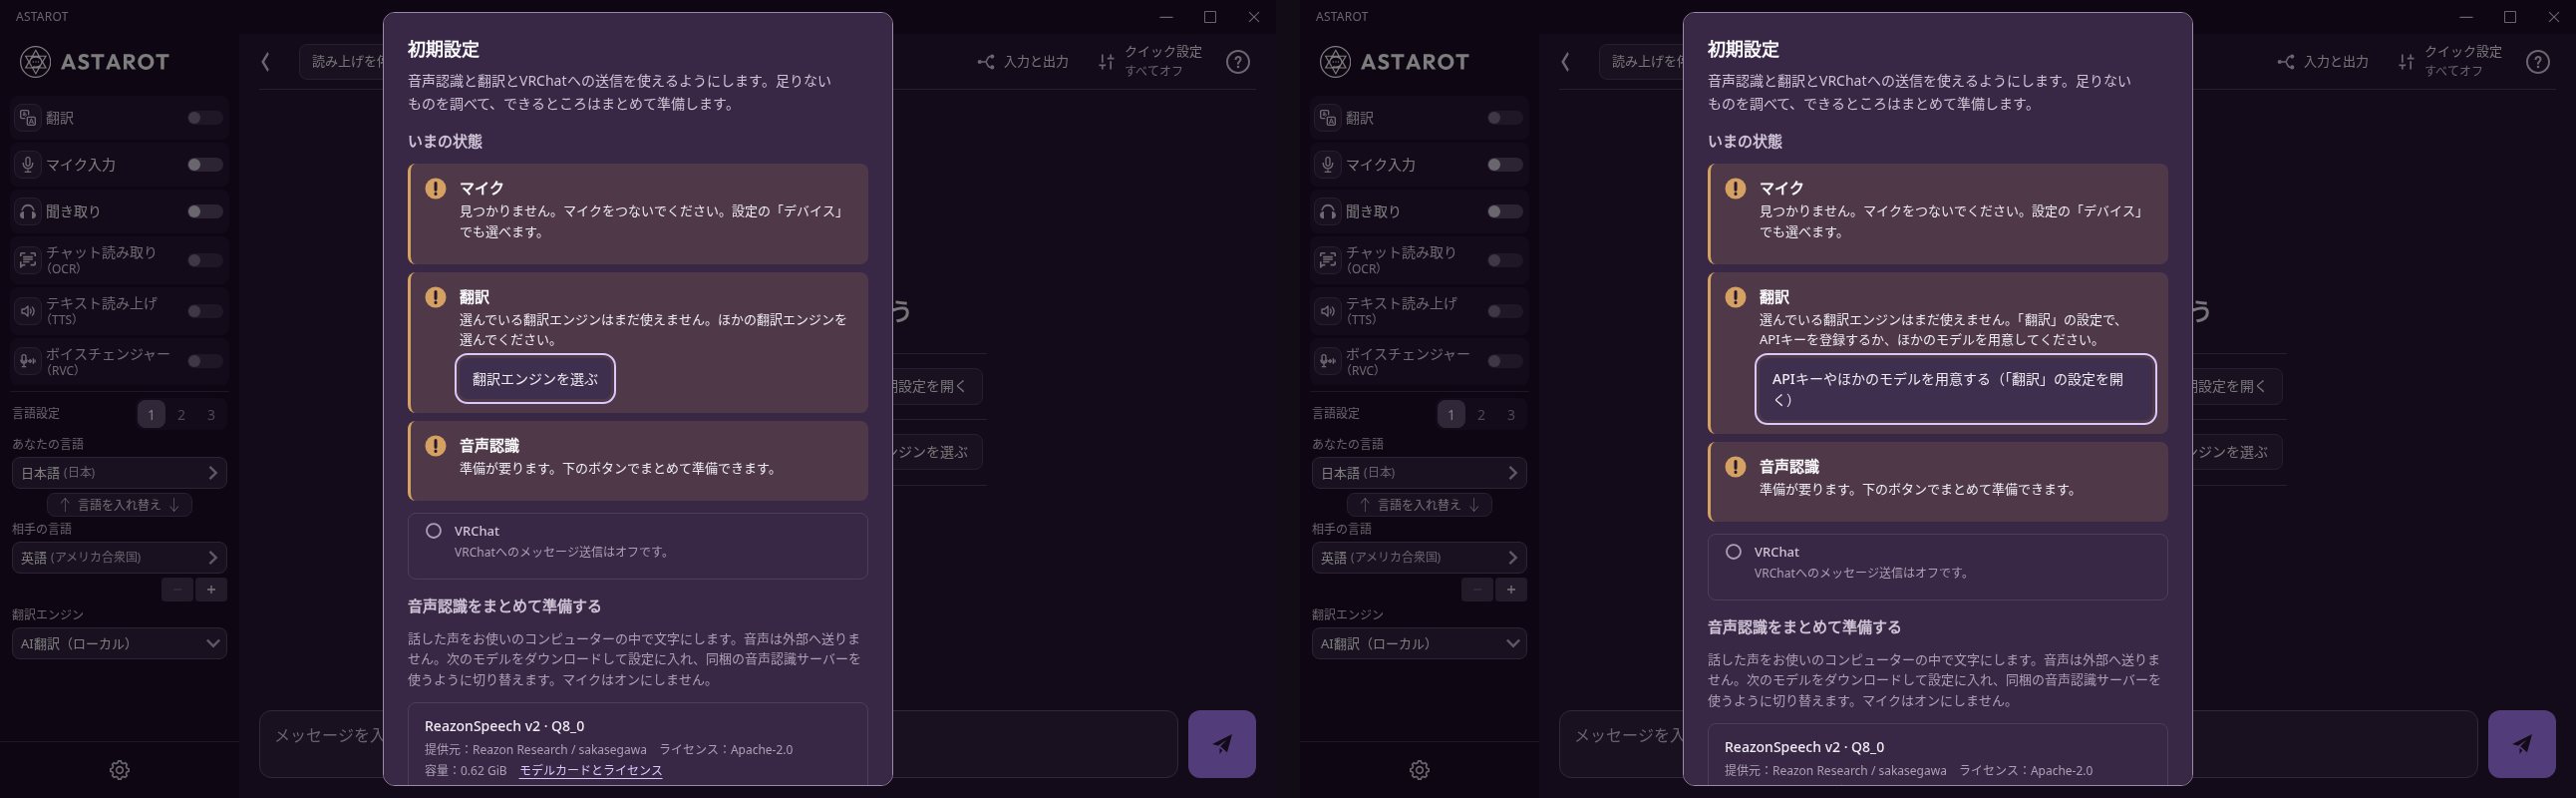 ASTAROT
ASTAROT
読み上げを
入力と出力
クイック設定
すべてオフ
翻訳
マイク入力
聞き取り
チャット読み取り
（OCR）
テキスト読み上げ
（TTS）
ボイスチェンジャー
（RVC）
言語設定
1 2 3
あなたの言語
日本語 (日本)
↑ 言語を入れ替え ↓
相手の言語
英語 (アメリカ合衆国)
− +
翻訳エンジン
AI翻訳（ローカル）
初期設定
音声認識と翻訳とVRChatへの送信を使えるようにします。足りない
ものを調べて、できるところはまとめて準備します。
いまの状態
マイク
見つかりません。マイクをつないでください。設定の「デバイス」
でも選べます。
翻訳
選んでいる翻訳エンジンはまだ使えません。ほかの翻訳エンジンを
選んでください。
翻訳エンジンを選ぶ
音声認識
準備が要ります。下のボタンでまとめて準備できます。
VRChat
VRChatへのメッセージ送信はオフです。
音声認識をまとめて準備する
話した声をお使いのコンピューターの中で文字にします。音声は外部へ送りま
せん。次のモデルをダウンロードして設定に入れ、同梱の音声認識サーバーを
使うように切り替えます。マイクはオンにしません。
ReazonSpeech v2 · Q8_0
提供元：Reazon Research / sakasegawa ライセンス：Apache-2.0
容量：0.62 GiB モデルカードとライセンス
う
期設定を開く
ンジンを選ぶ
メッセージを入
ASTAROT
ASTAROT
読み上げを
入力と出力
クイック設定
すべてオフ
翻訳
マイク入力
聞き取り
チャット読み取り
（OCR）
テキスト読み上げ
（TTS）
ボイスチェンジャー
（RVC）
言語設定
1 2 3
あなたの言語
日本語 (日本)
↑ 言語を入れ替え ↓
相手の言語
英語 (アメリカ合衆国)
− +
翻訳エンジン
AI翻訳（ローカル）
初期設定
音声認識と翻訳とVRChatへの送信を使えるようにします。足りない
ものを調べて、できるところはまとめて準備します。
いまの状態
マイク
見つかりません。マイクをつないでください。設定の「デバイス」
でも選べます。
翻訳
選んでいる翻訳エンジンはまだ使えません。「翻訳」の設定で、
APIキーを登録するか、ほかのモデルを用意してください。
APIキーやほかのモデルを用意する（「翻訳」の設定を開
く）
音声認識
準備が要ります。下のボタンでまとめて準備できます。
VRChat
VRChatへのメッセージ送信はオフです。
音声認識をまとめて準備する
話した声をお使いのコンピューターの中で文字にします。音声は外部へ送りま
せん。次のモデルをダウンロードして設定に入れ、同梱の音声認識サーバーを
使うように切り替えます。マイクはオンにしません。
ReazonSpeech v2 · Q8_0
提供元：Reazon Research / sakasegawa ライセンス：Apache-2.0
う
期設定を開く
ンジンを選ぶ
メッセージを入